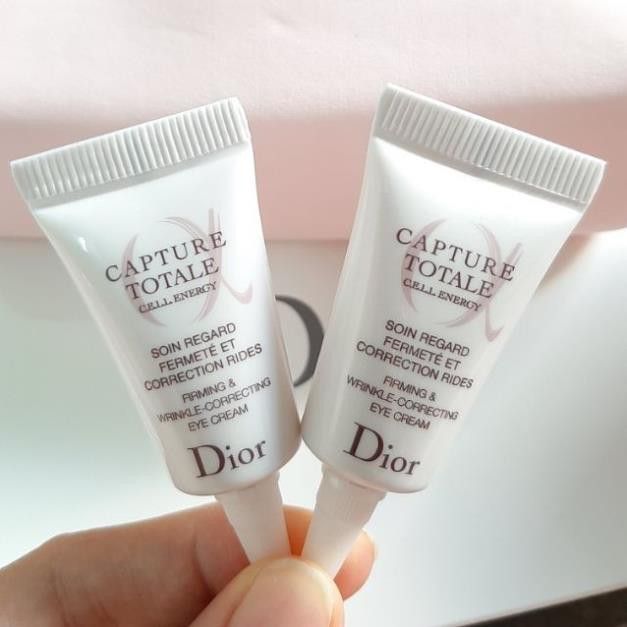 CAPTURE
TOTALE
C.E.L.L. ENERGY
SOIN REGARD
FERMETÉ ET
CORRECTION RIDES
FIRMING &
WRINKLE-CORRECTING
EYE CREAM
Dior
CAPTURE
TOTALE
C.E.L.L. ENERGY
SOIN REGARD
FERMETÉ ET
CORRECTION RIDES
FIRMING &
WRINKLE-CORRECTING
EYE CREAM
Dior